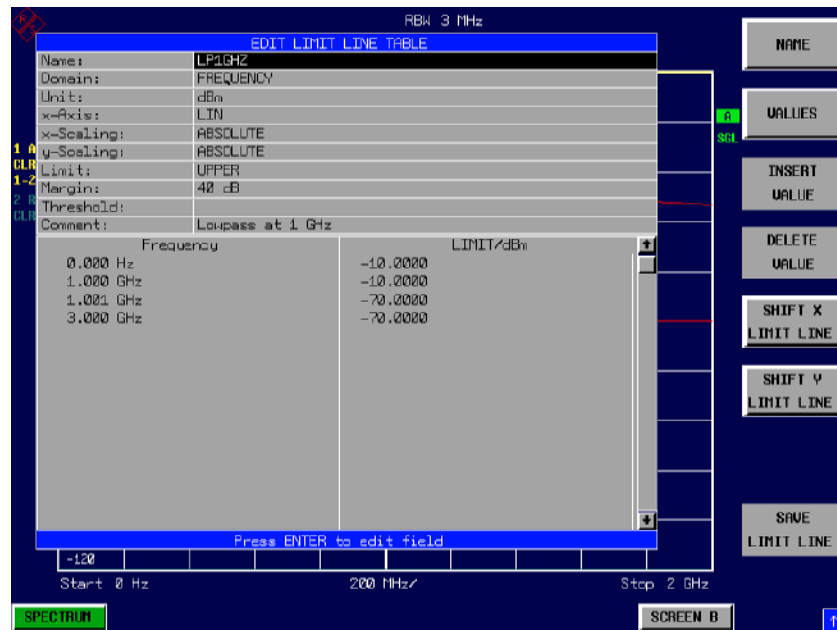 RBW 3 MHz
EDIT LIMIT LINE TABLE
Name: LP1GHZ
Domain: FREQUENCY
Unit: dBm
x-Axis: LIN
x-Scaling: ABSOLUTE
y-Scaling: ABSOLUTE
Limit: UPPER
Margin: 40 dB
Threshold:
Comment: Lowpass at 1 GHz
Frequency LIMIT/dBm
0.000 Hz -10.0000
1.000 GHz -10.0000
1.001 GHz -70.0000
3.000 GHz -70.0000
Press ENTER to edit field
1 A
CLR
1-2
2 R
CLR
A
SGL
-120
Start 0 Hz 200 MHz/ Stop 2 GHz
SPECTRUM SCREEN B
NAME
VALUES
INSERT
VALUE
DELETE
VALUE
SHIFT X
LIMIT LINE
SHIFT Y
LIMIT LINE
SAVE
LIMIT LINE